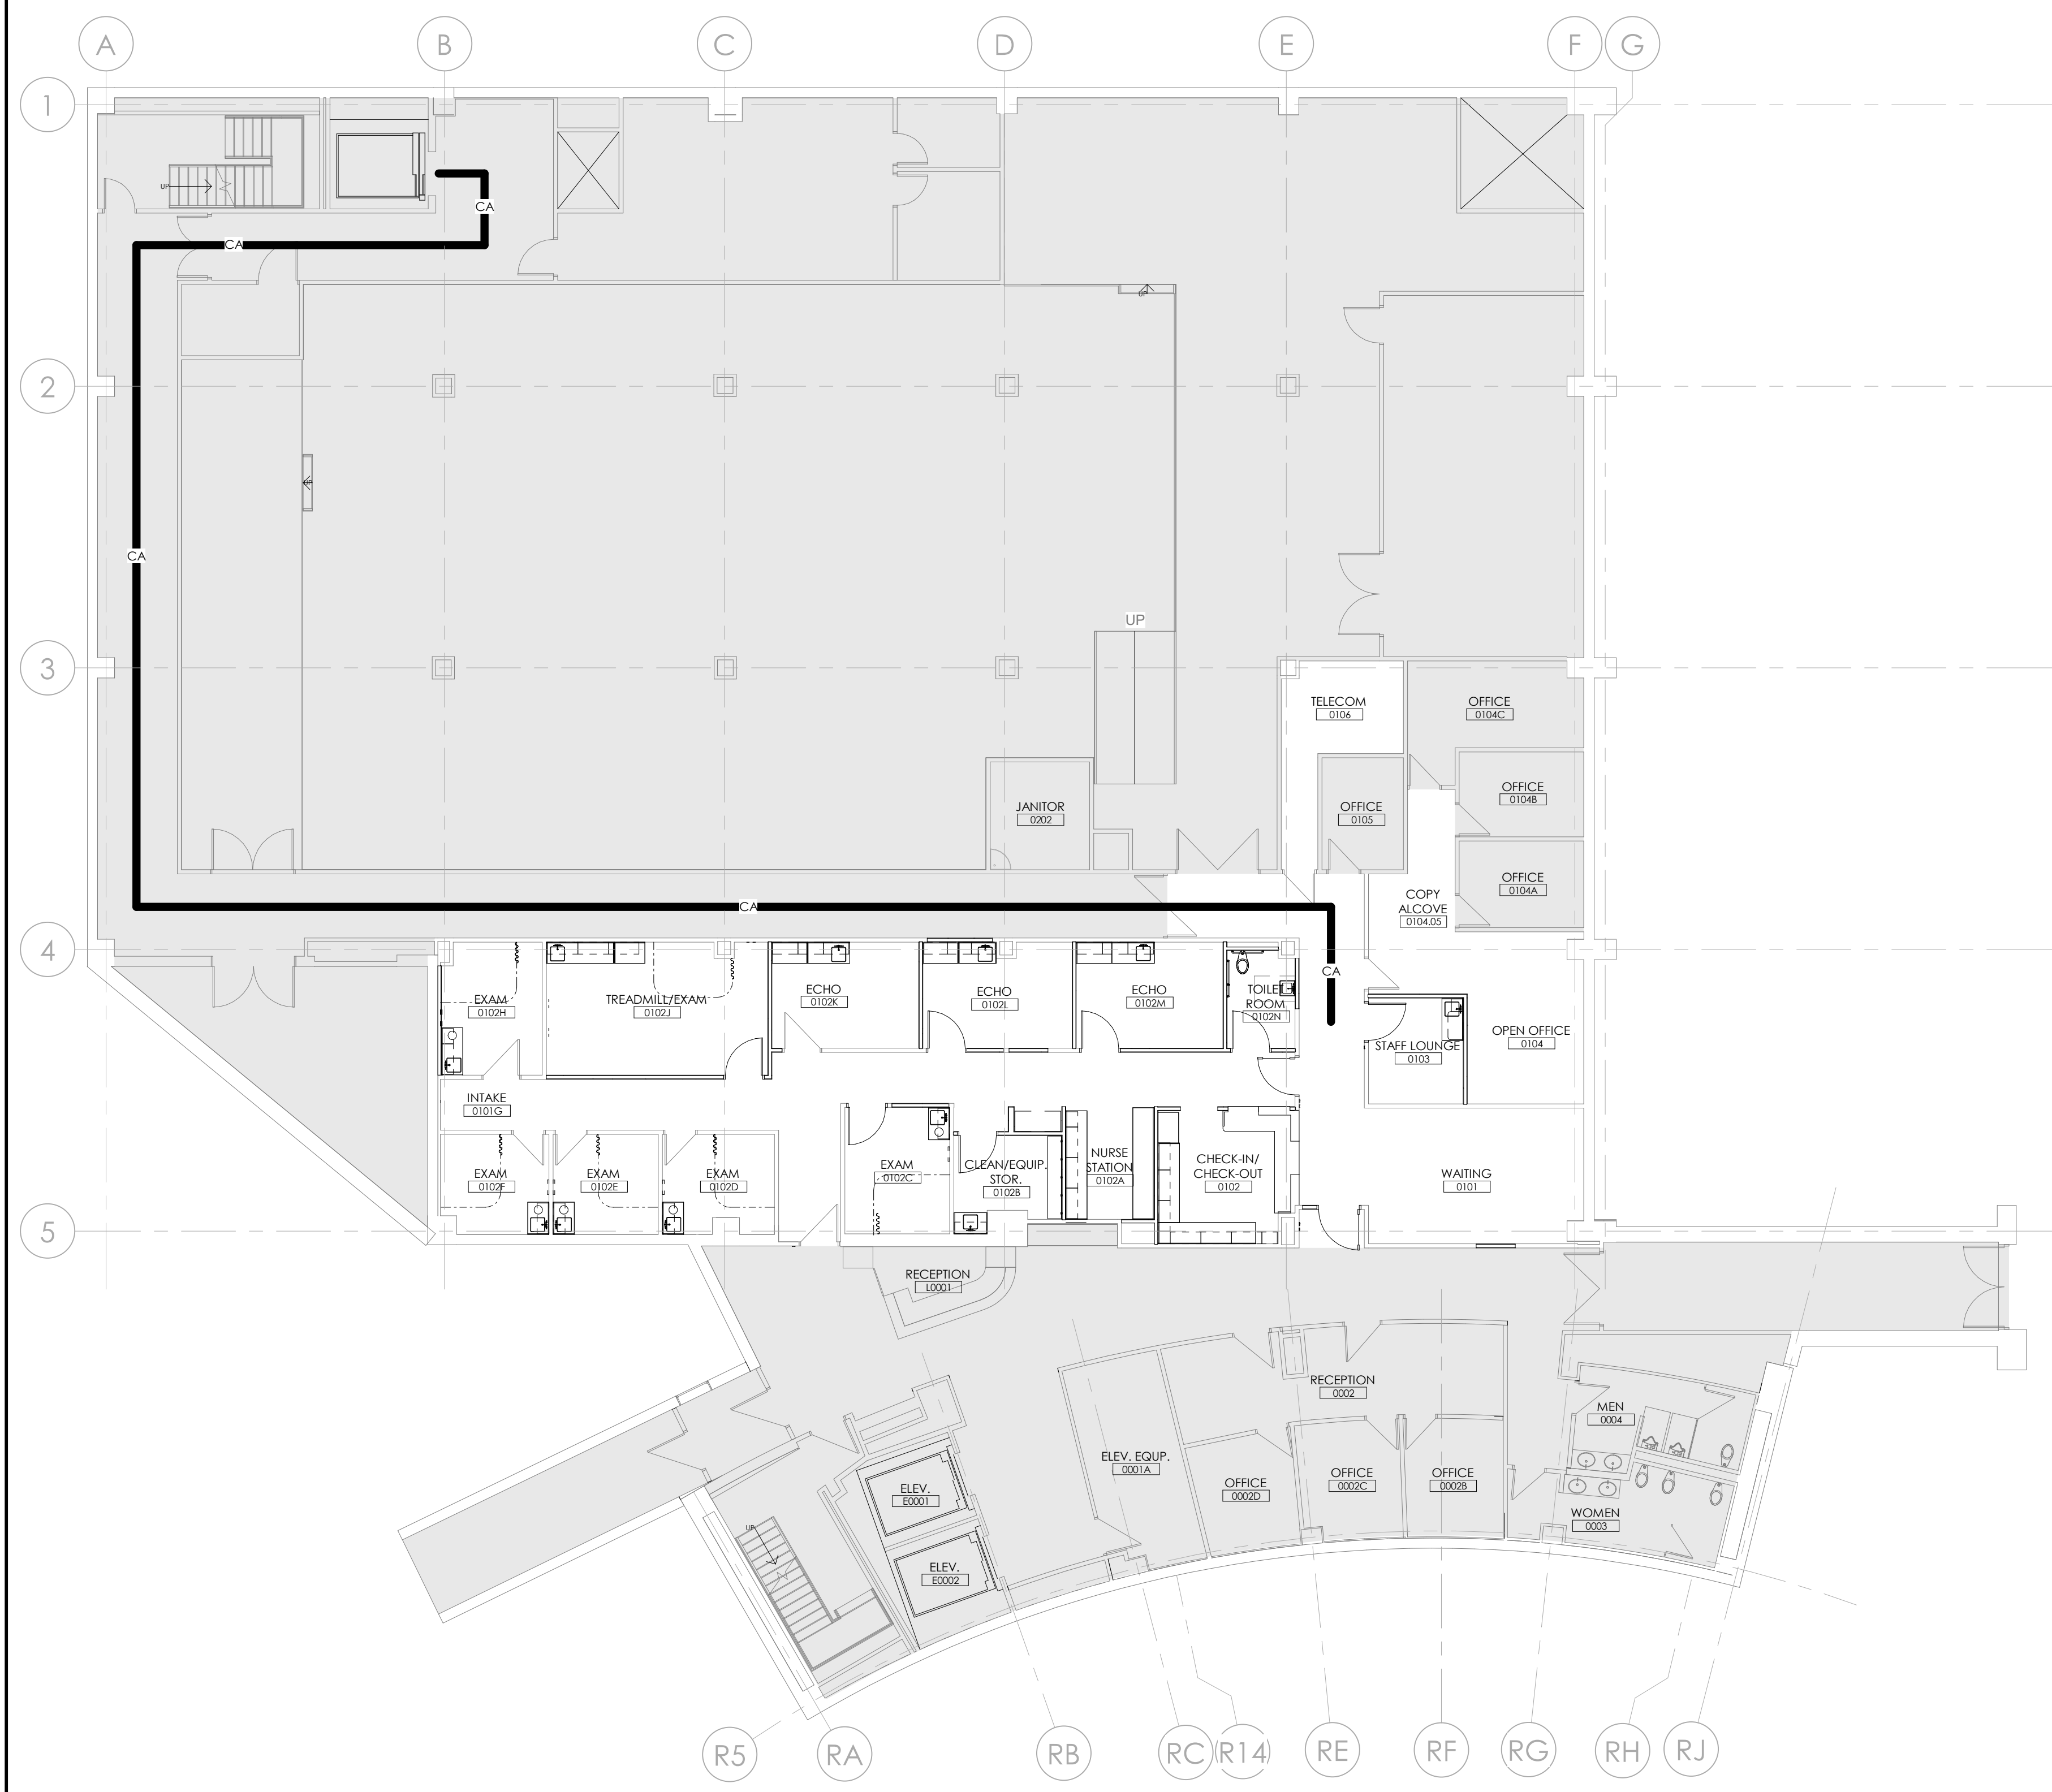 A
B
C
D
E
F
G
1
UP
CA
CA
UP
2
UP
CA
UP
3
TELECOM
0106
OFFICE
0104C
OFFICE
0104B
JANITOR
0202
OFFICE
0105
OFFICE
0104A
COPY
ALCOVE
0104.05
CA
4
CA
EXAM
0102H
TREADMILL/EXAM
0102J
ECHO
0102K
ECHO
0102L
ECHO
0102M
TOILET
ROOM
0102N
STAFF LOUNGE
0103
OPEN OFFICE
0104
INTAKE
0101G
EXAM
0102F
EXAM
0102E
EXAM
0102D
EXAM
0102C
CLEAN/EQUIP.
STOR.
0102B
NURSE
STATION
0102A
CHECK-IN/
CHECK-OUT
0102
WAITING
0101
5
RECEPTION
L0001
RECEPTION
0002
MEN
0004
ELEV. EQUP.
0001A
OFFICE
0002D
OFFICE
0002C
OFFICE
0002B
ELEV.
E0001
WOMEN
0003
UP
ELEV.
E0002
R5
RA
RB
RC
R14
RE
RF
RG
RH
RJ